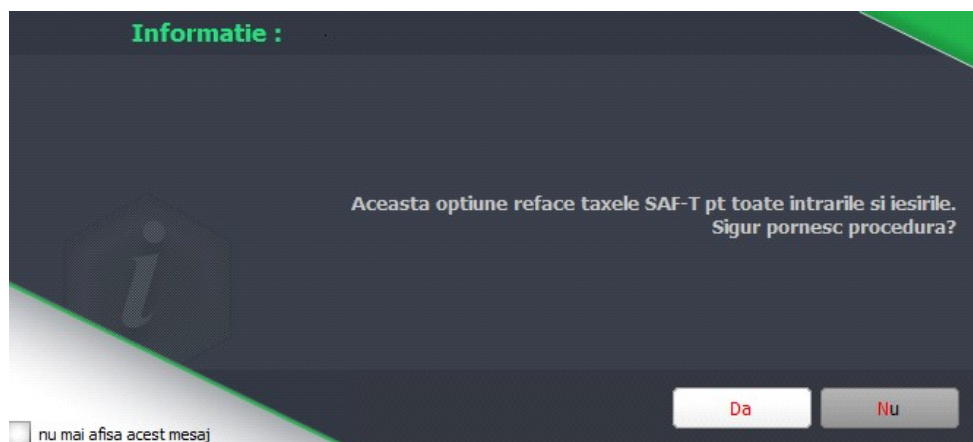 Informatie :
Aceasta optiune reface taxele SAF-T pt toate intrarile si iesirile.
Sigur pornesc procedura?
Da
Nu
nu mai afisa acest mesaj